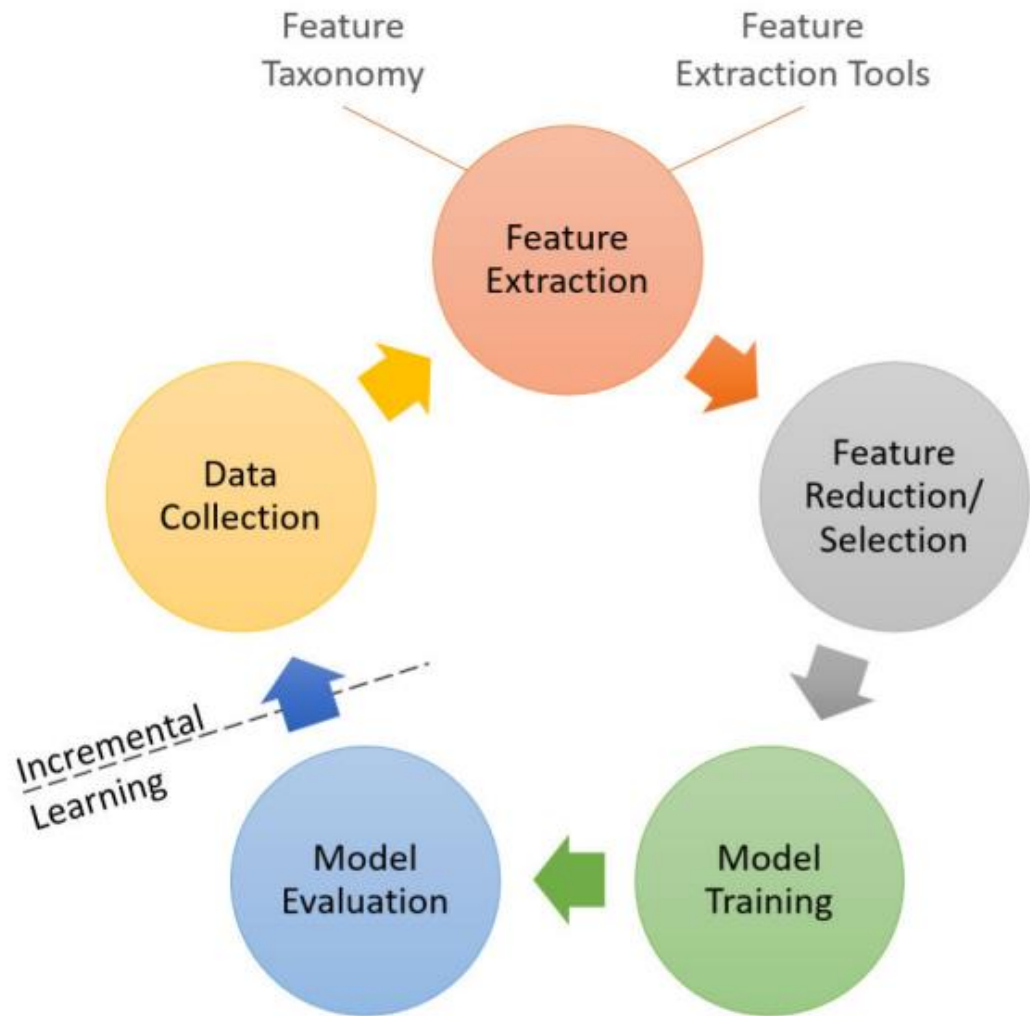 Feature
Taxonomy
Feature
Extraction Tools
Feature
Extraction
Data
Collection
Feature
Reduction/
Selection
Incremental
Learning
Model
Evaluation
Model
Training